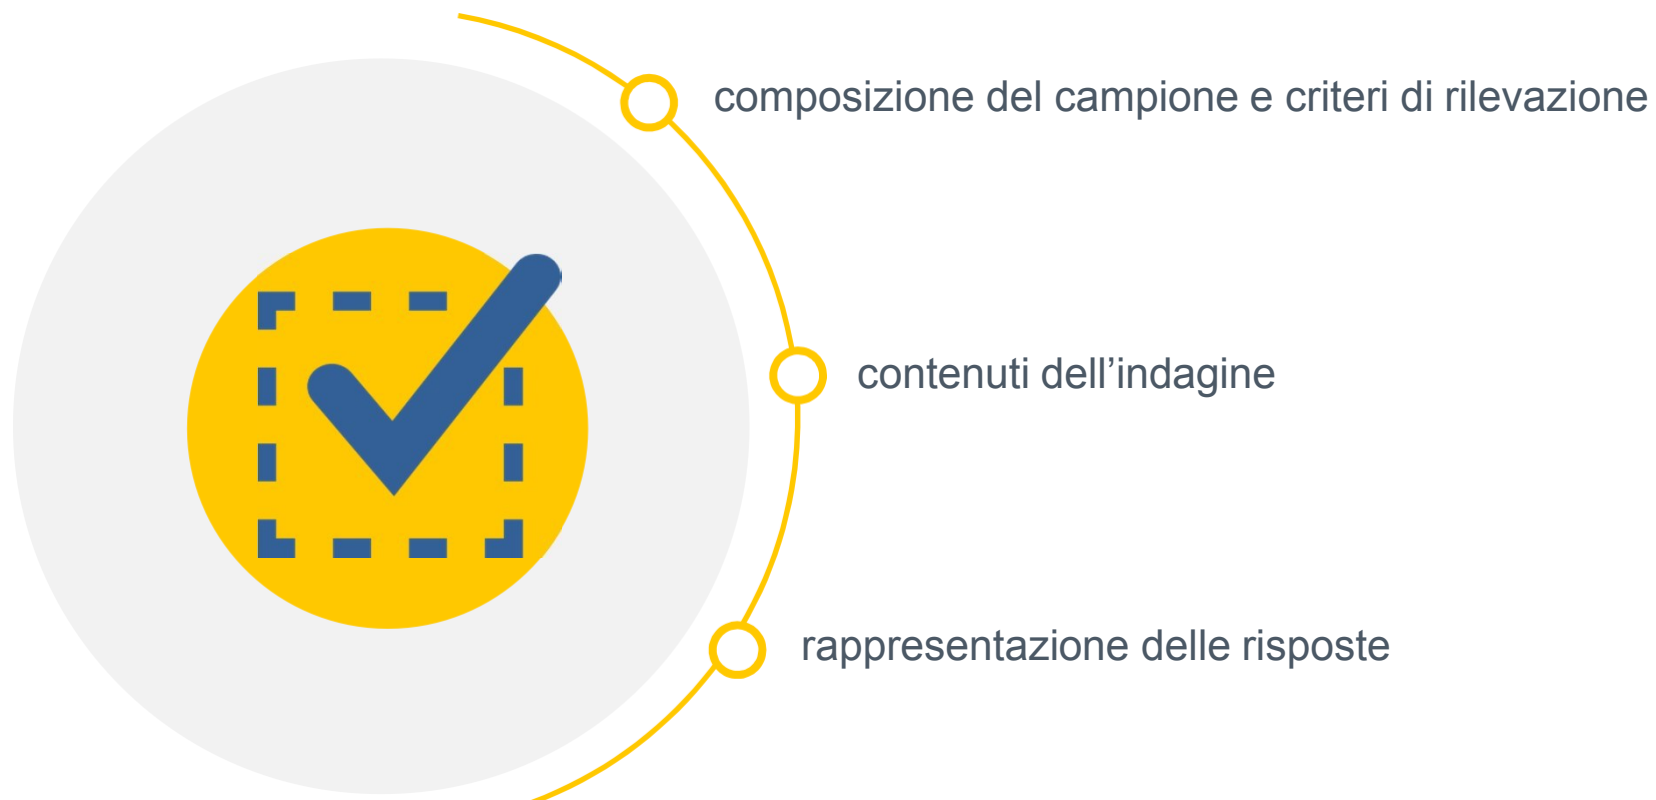 composizione del campione e criteri di rilevazione
contenuti dell’indagine
rappresentazione delle risposte